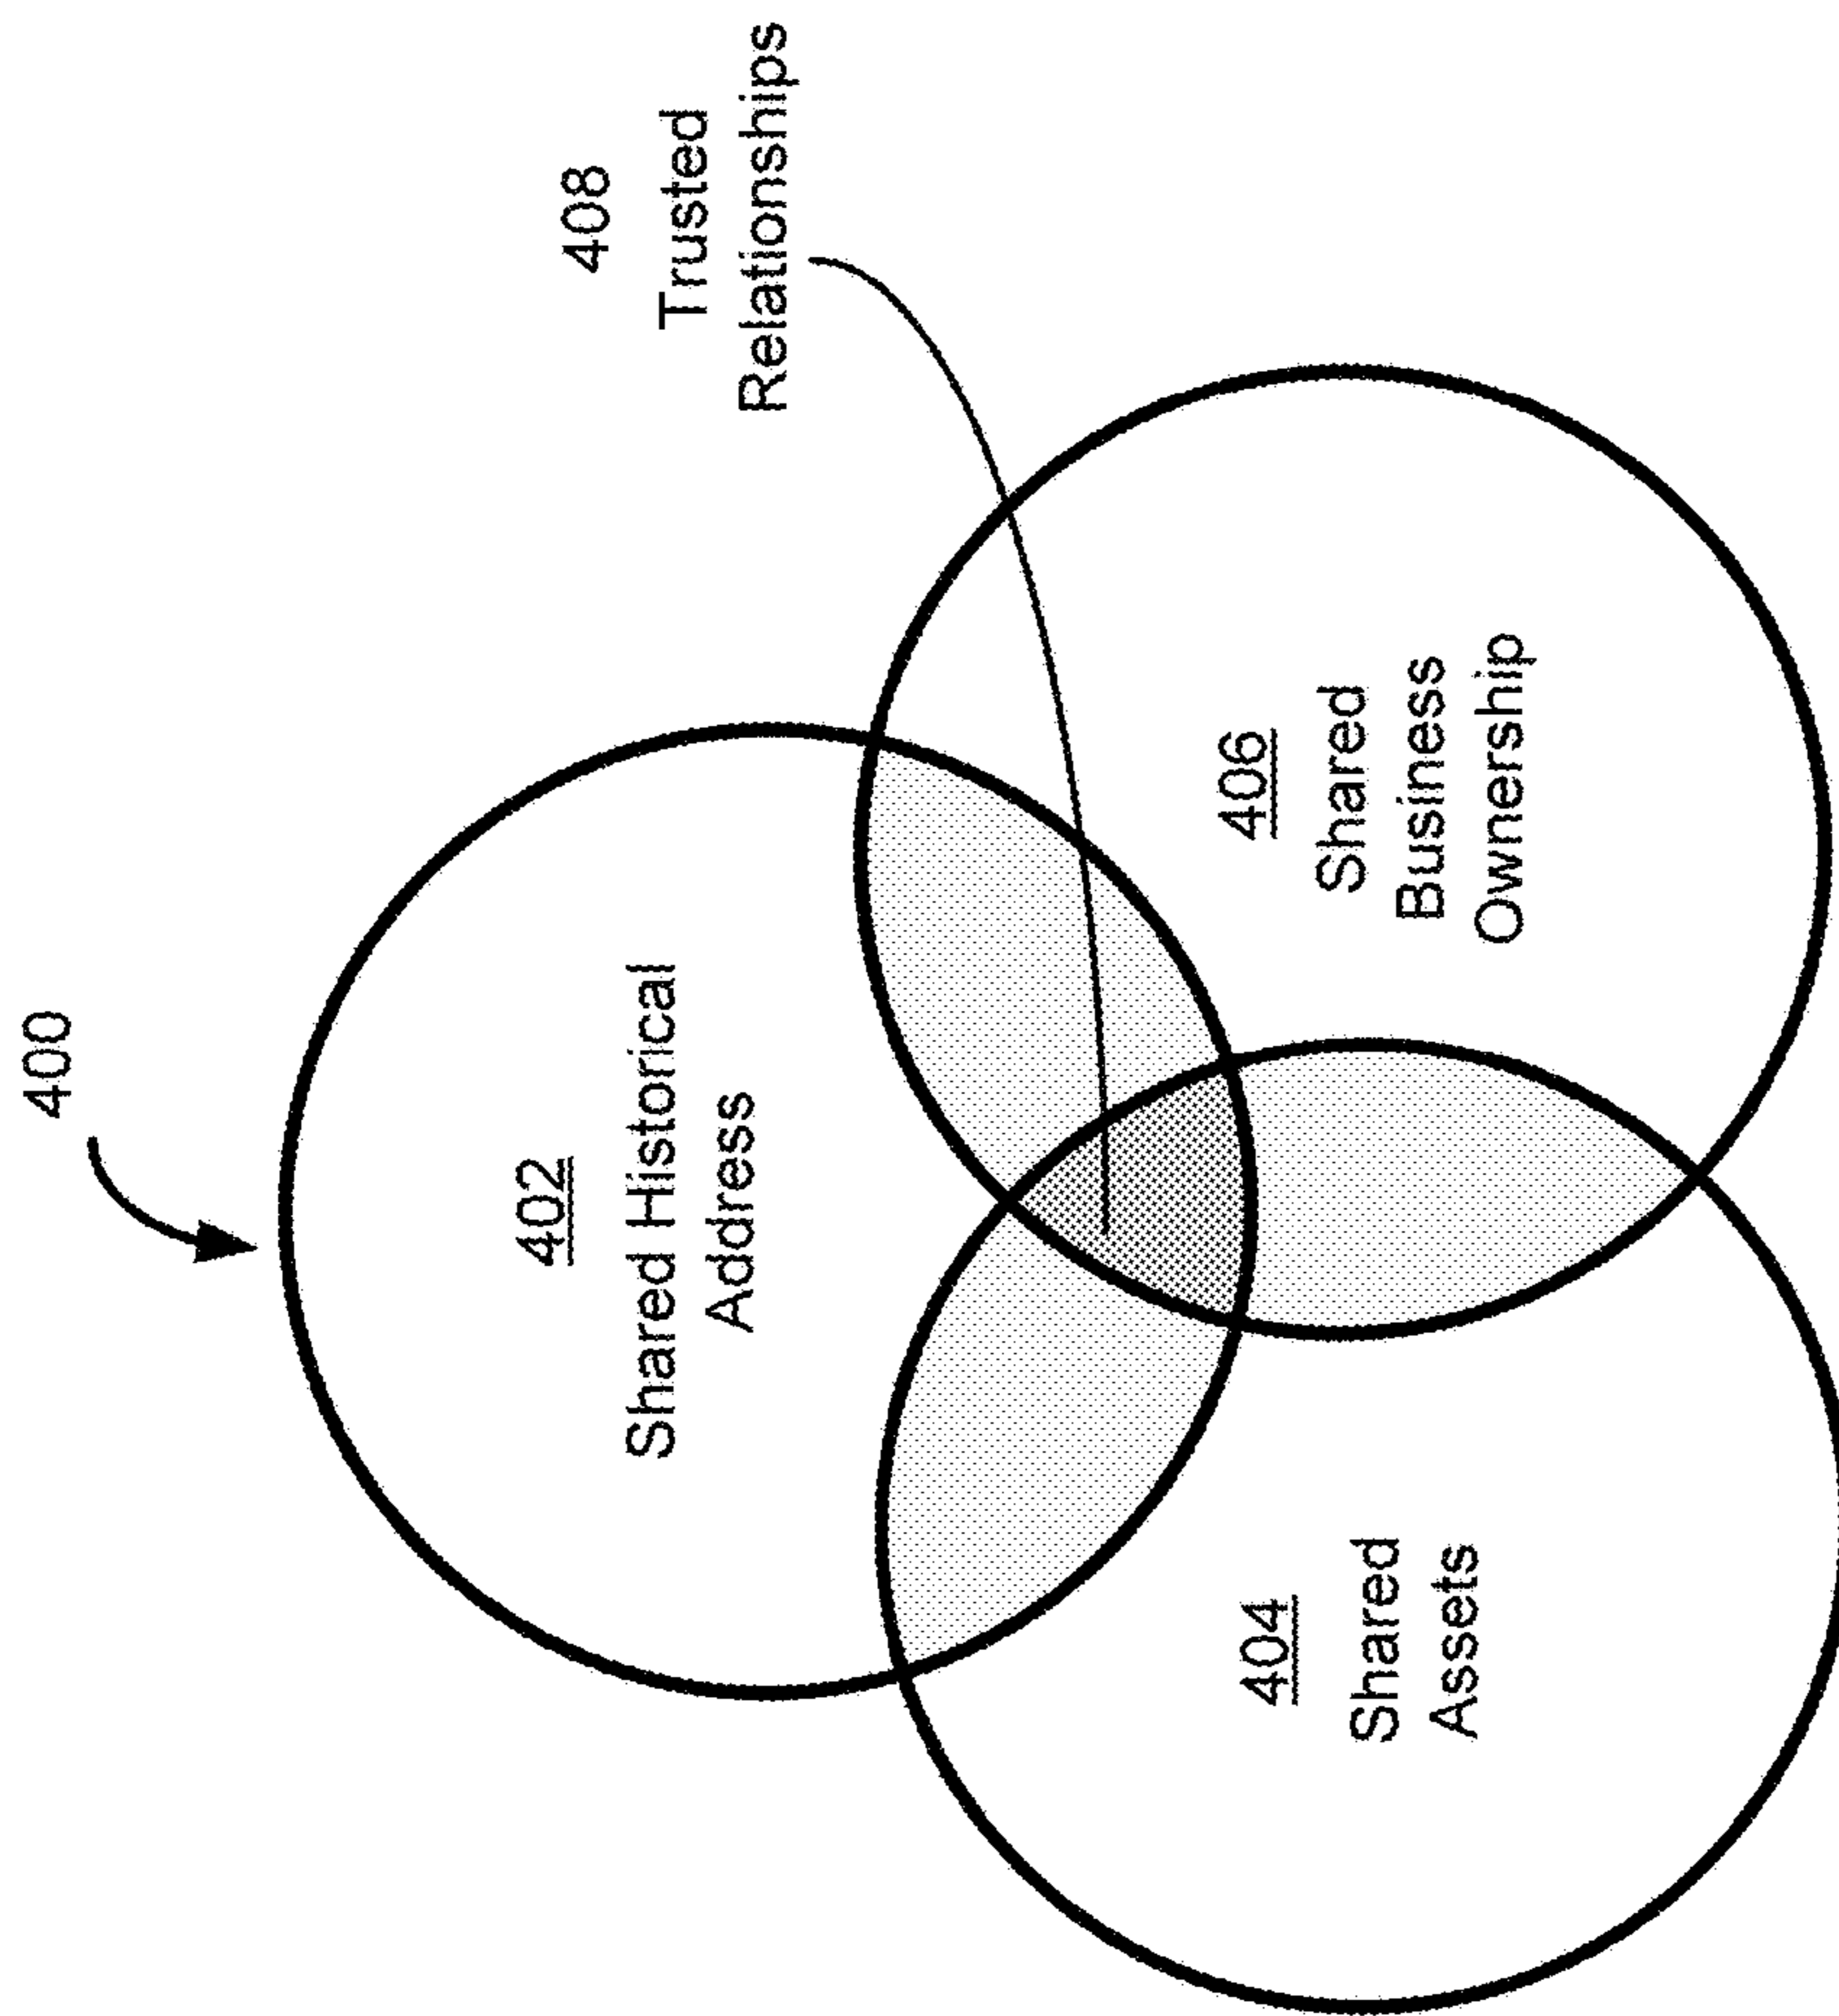 400
402
Shared Historical
Address
408
Trusted
Relationships
404
Shared
Assets
406
Shared
Business
Ownership